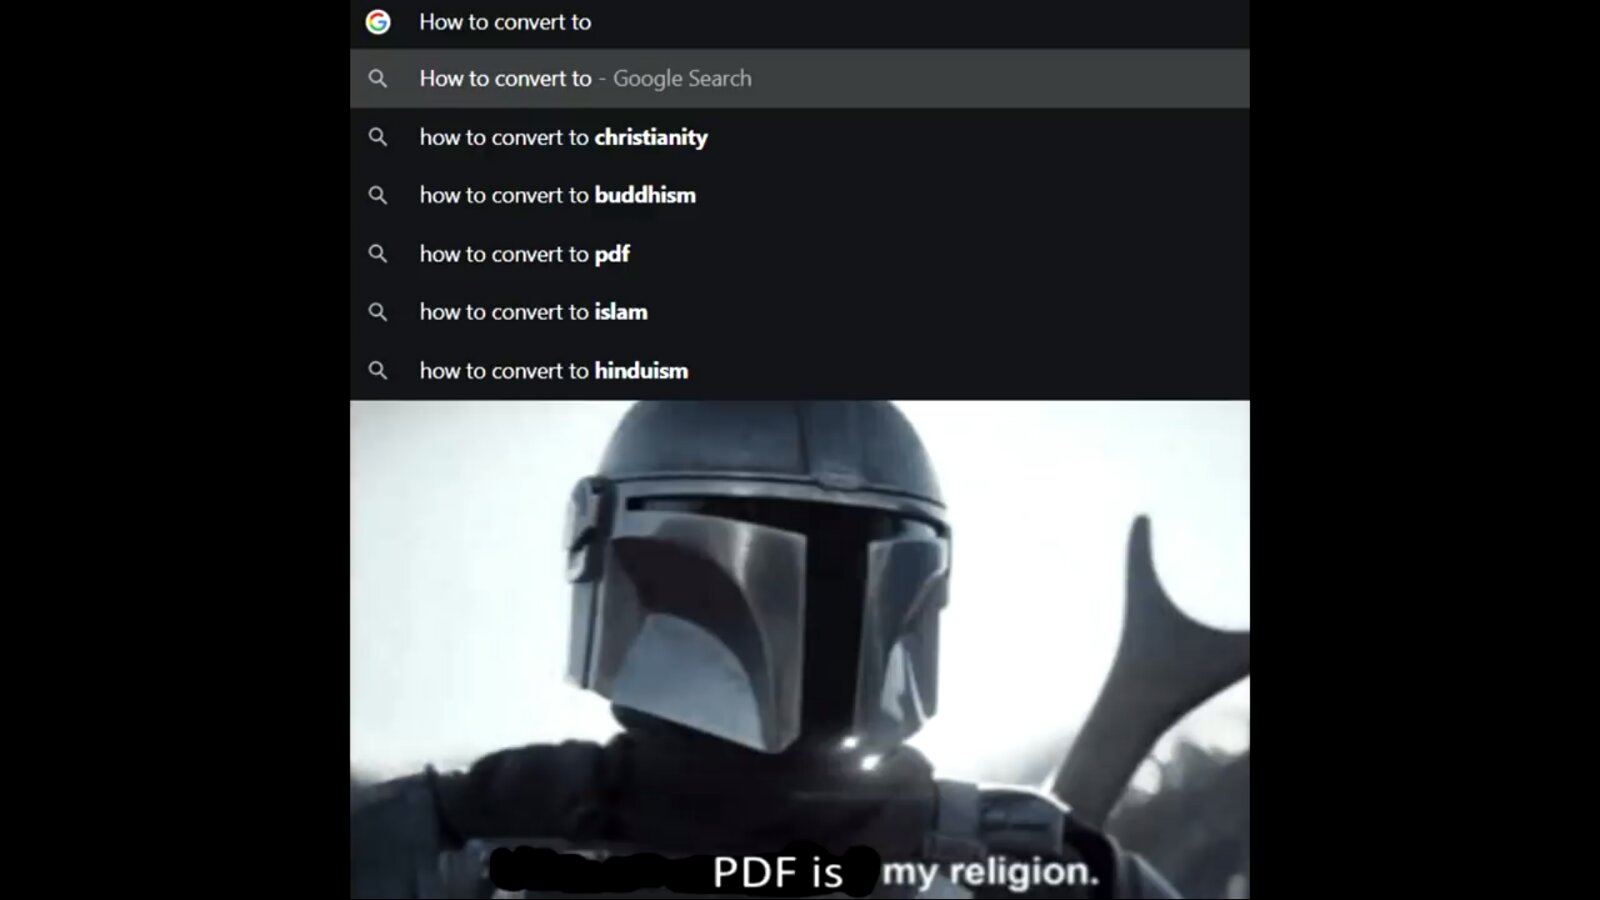 How to convert to
How to convert to - Google Search
how to convert to christianity
how to convert to buddhism
how to convert to pdf
how to convert to islam
how to convert to hinduism
PDF is my religion.